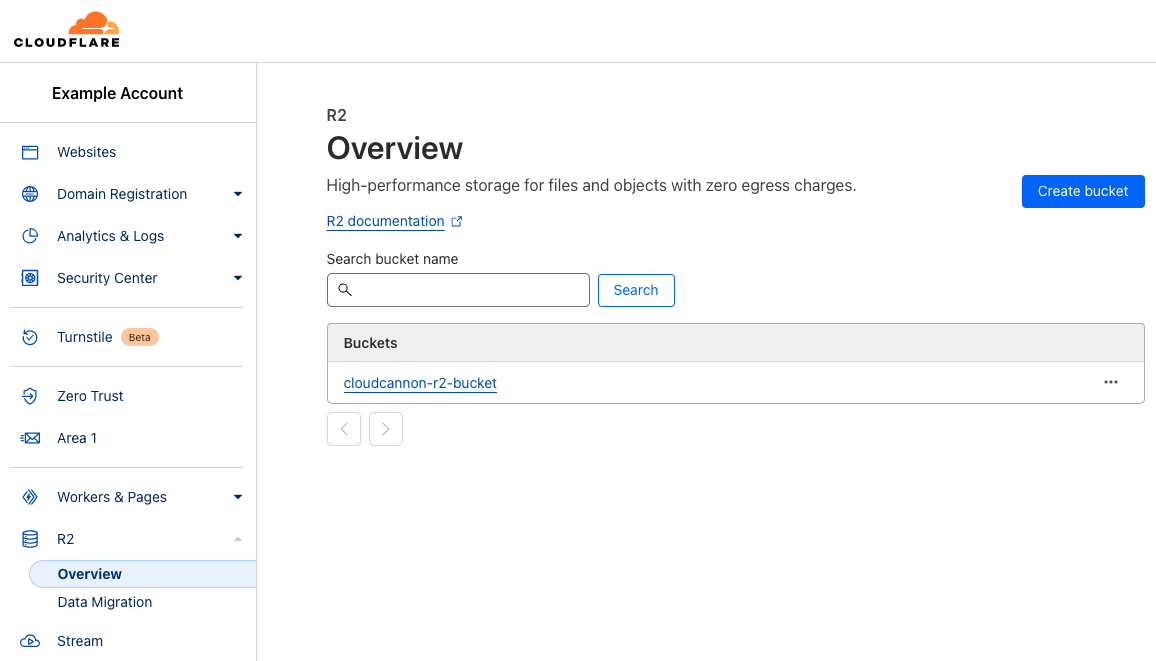 CLOUDFLARE
Example Account
Websites
Domain Registration
Analytics & Logs
Security Center
Turnstile Beta
Zero Trust
Area 1
Workers & Pages
R2
Overview
Data Migration
Stream
R2
Overview
High-performance storage for files and objects with zero egress charges.
Create bucket
R2 documentation
Search bucket name
Search
Buckets
cloudcannon-r2-bucket